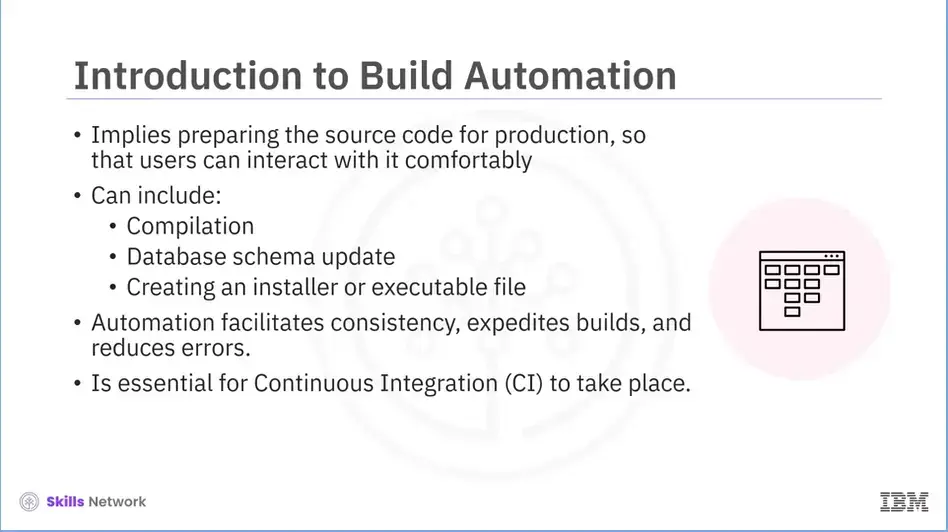 Introduction to Build Automation
• Implies preparing the source code for production, so
that users can interact with it comfortably
• Can include:
• Compilation
• Database schema update
• Creating an installer or executable file
• Automation facilitates consistency, expedites builds, and
reduces errors.
• Is essential for Continuous Integration (CI) to take place.
Skills Network
IBM